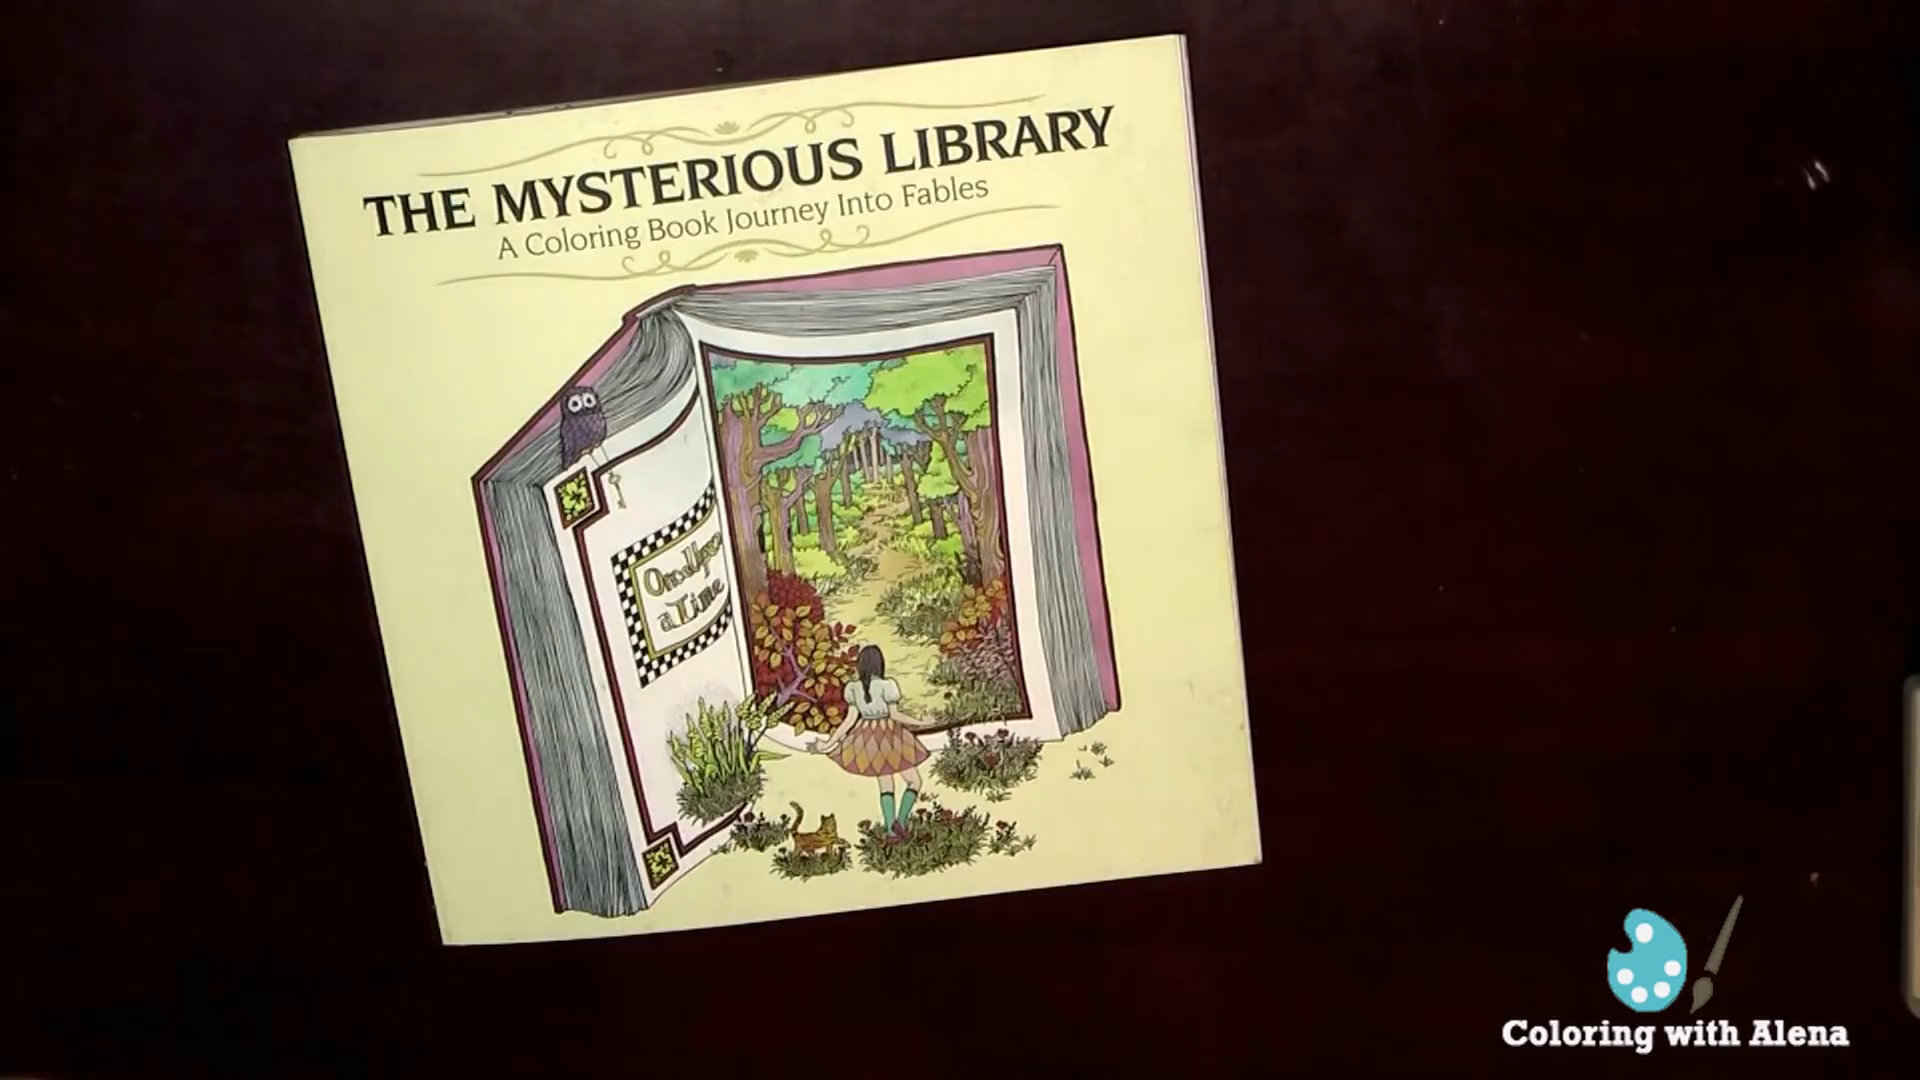 THE MYSTERIOUS LIBRARY
A Coloring Book Journey Into Fables
Once Upon
a Time
Coloring with Alena